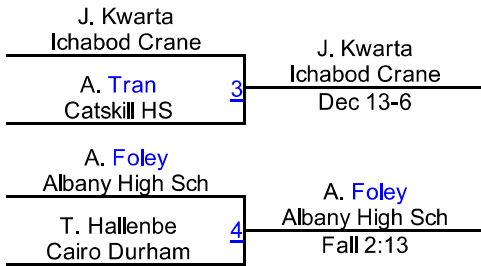 J. Kwarta
Ichabod Crane
A. Tran
Catskill HS
3
J. Kwarta
Ichabod Crane
Dec 13-6
A. Foley
Albany High Sch
T. Hallenbe
Cairo Durham
4
A. Foley
Albany High Sch
Fall 2:13